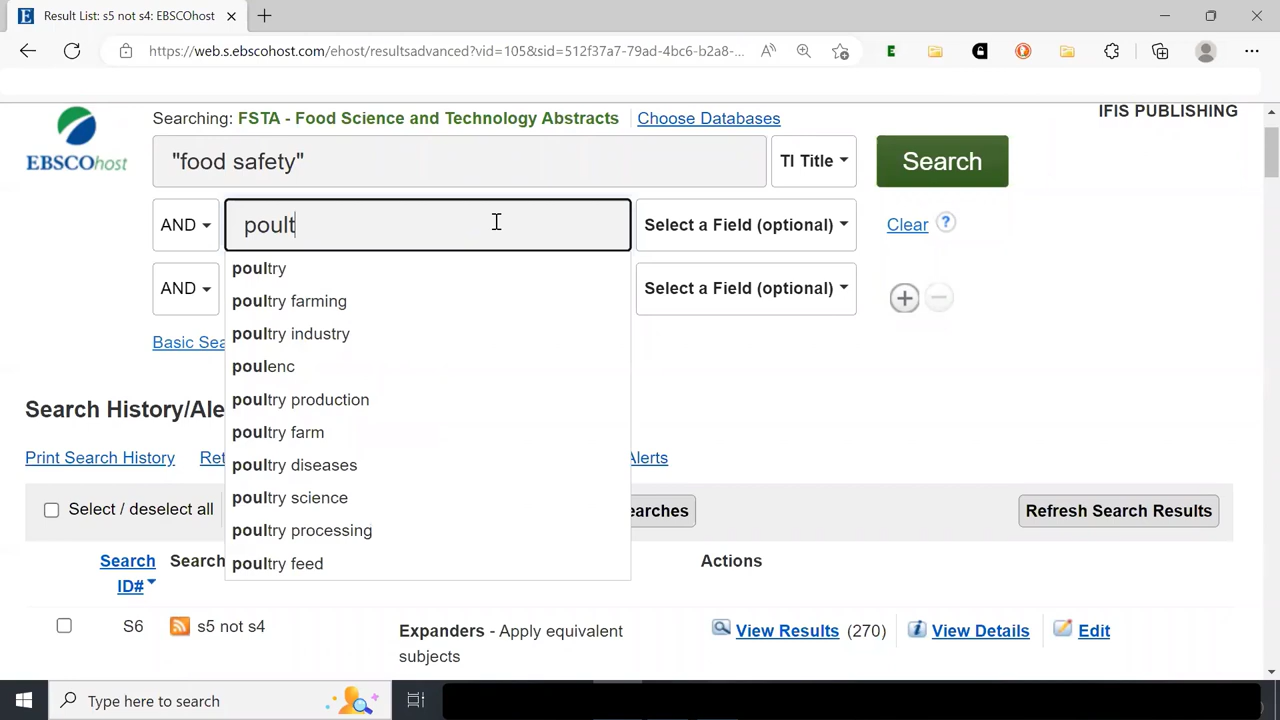 Result List: s5 not s4: EBSCOhost
https://web.s.ebscohost.com/ehost/resultsadvanced?vid=105&sid=512f37a7-79ad-4bc6-b2a8-...
Searching: FSTA - Food Science and Technology Abstracts Choose Databases
IFIS PUBLISHING
EBSCOhost
"food safety" TI Title Search
AND poult Select a Field (optional) Clear ?
poultry
AND Select a Field (optional)
poultry farming
poultry industry
Basic Sea
poulenc
poultry production
Search History/Ale
poultry farm
Print Search History Ret Alerts
poultry diseases
poultry science
Select / deselect all earches Refresh Search Results
poultry processing
poultry feed
Search ID# Search Actions
S6 s5 not s4 Expanders - Apply equivalent subjects View Results (270) View Details Edit
Type here to search